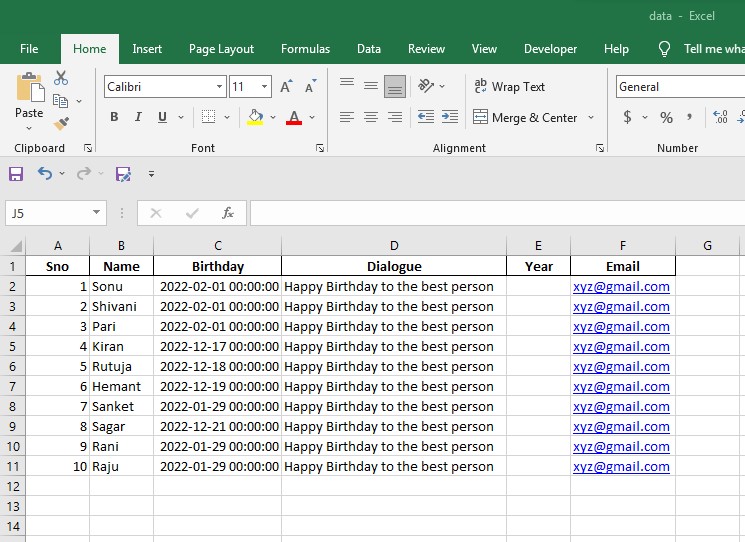 data - Excel
File Home Insert Page Layout Formulas Data Review View Developer Help Tell me wha
Calibri 11 A A Wrap Text General
Paste B I U A Merge & Center $ % , .00
Clipboard Font Alignment Number
J5 fx
A B C D E F G
1 Sno Name Birthday Dialogue Year Email
2 1 Sonu 2022-02-01 00:00:00 Happy Birthday to the best person xyz@gmail.com
3 2 Shivani 2022-02-01 00:00:00 Happy Birthday to the best person xyz@gmail.com
4 3 Pari 2022-02-01 00:00:00 Happy Birthday to the best person xyz@gmail.com
5 4 Kiran 2022-12-17 00:00:00 Happy Birthday to the best person xyz@gmail.com
6 5 Rutuja 2022-12-18 00:00:00 Happy Birthday to the best person xyz@gmail.com
7 6 Hemant 2022-12-19 00:00:00 Happy Birthday to the best person xyz@gmail.com
8 7 Sanket 2022-01-29 00:00:00 Happy Birthday to the best person xyz@gmail.com
9 8 Sagar 2022-12-21 00:00:00 Happy Birthday to the best person xyz@gmail.com
10 9 Rani 2022-01-29 00:00:00 Happy Birthday to the best person xyz@gmail.com
11 10 Raju 2022-01-29 00:00:00 Happy Birthday to the best person xyz@gmail.com
12
13
14